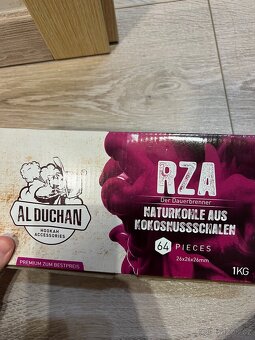 AL DUCHAN
HOOKAH
ACCESSORIES
PREMIUM ZUM BESTPREIS
RZA
Der Dauerbrenner
NATURKOHLE AUS
KOKOSNUSSSCHALEN
64 PIECES
26x26x26mm
1KG